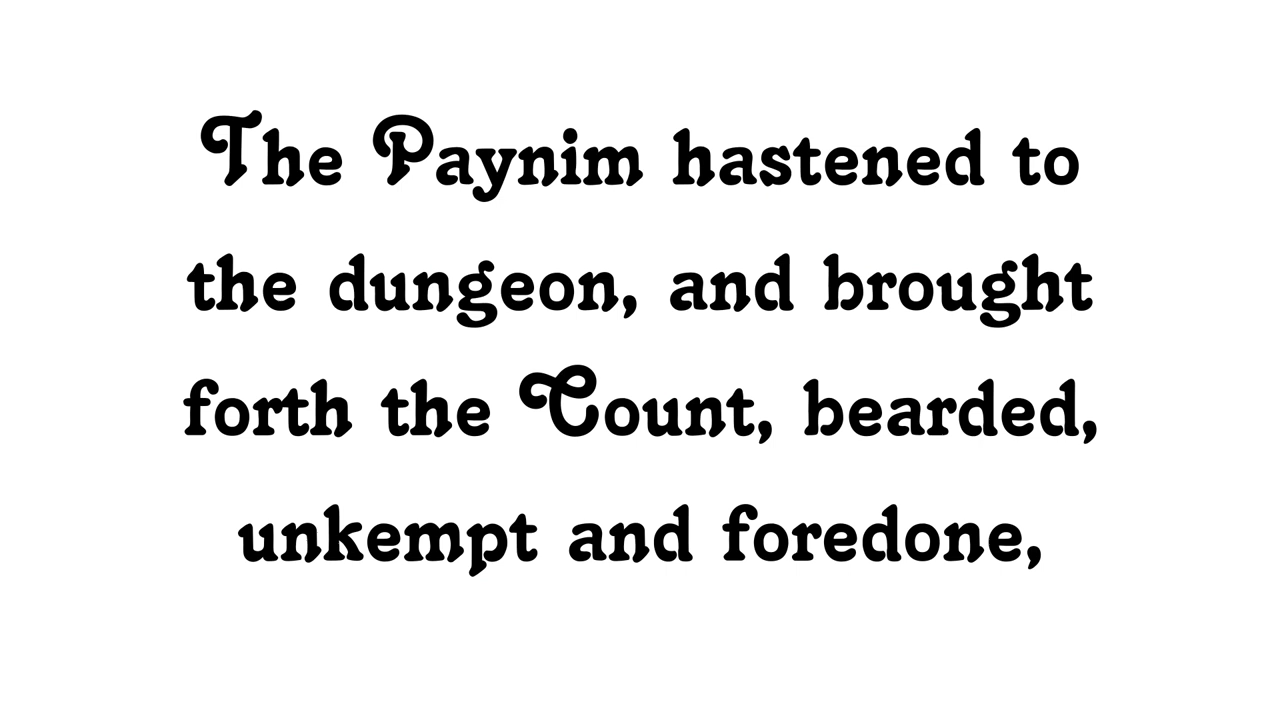 The Paynim hastened to
the dungeon, and brought
forth the Count, bearded,
unkempt and foredone,